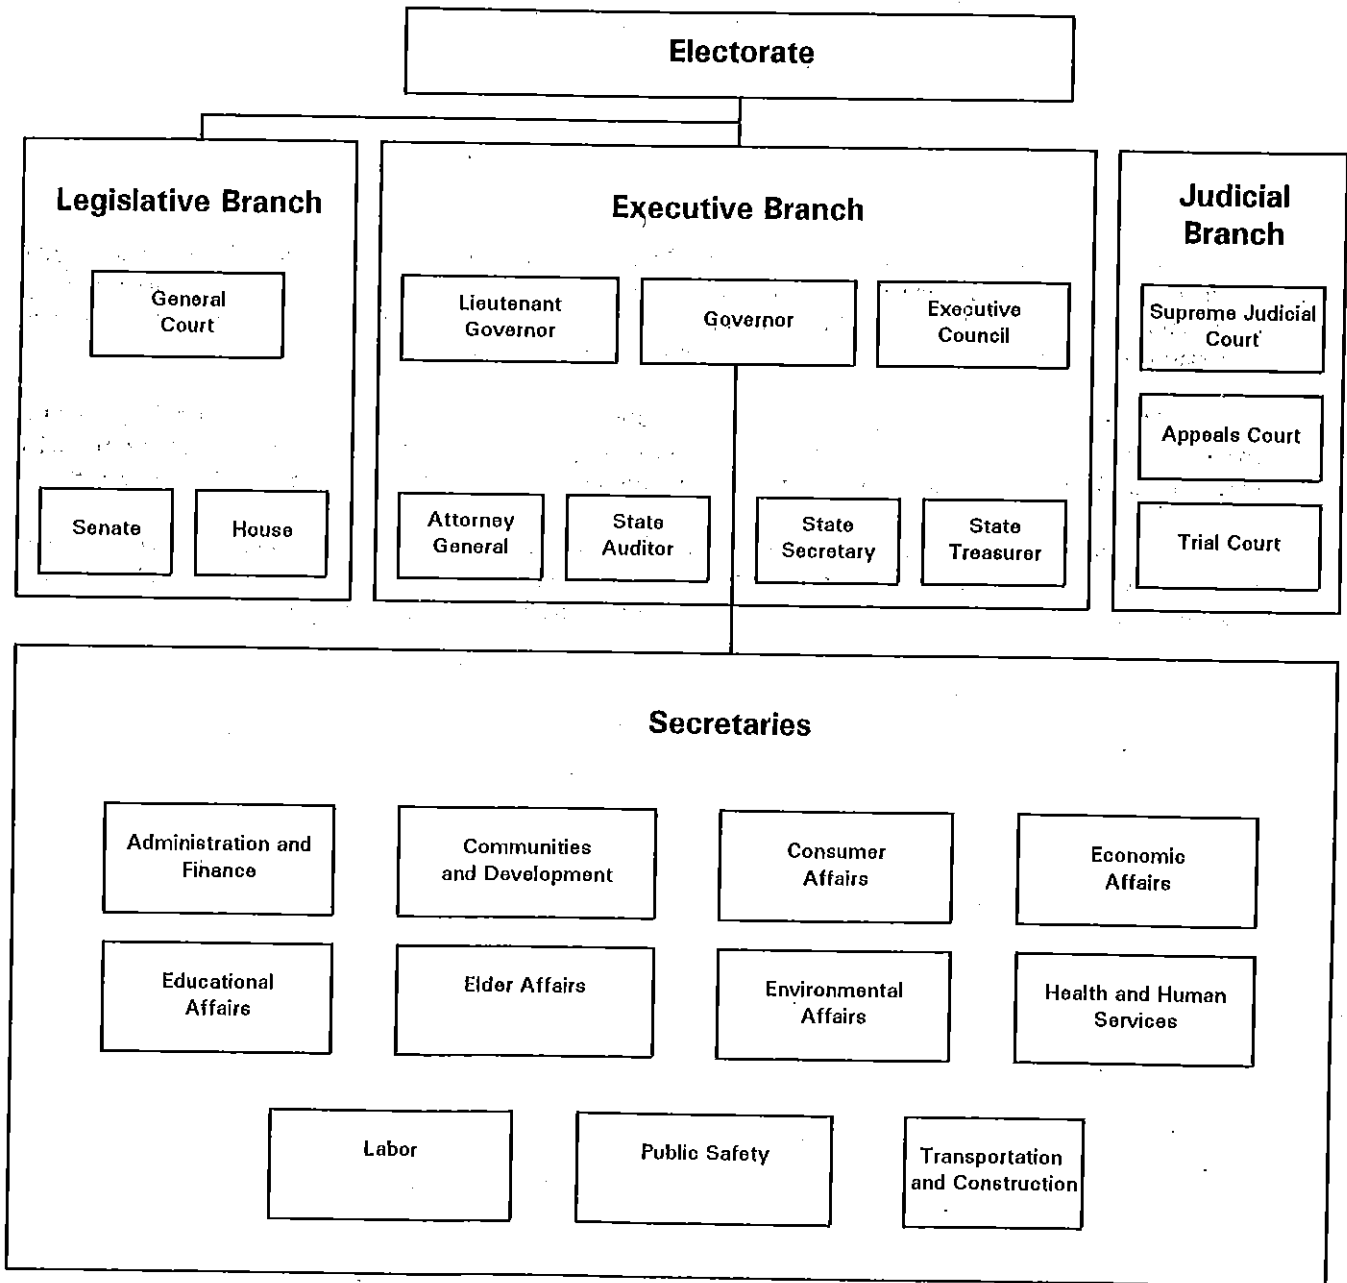 Electorate
Legislative Branch
General
Court
Senate
House
Executive Branch
Lieutenant
Governor
Governor
Executive
Council
Attorney
General
State
Auditor
State
Secretary
State
Treasurer
Judicial
Branch
Supreme Judicial
Court
Appeals Court
Trial Court
Secretaries
Administration and
Finance
Communities
and Development
Consumer
Affairs
Economic
Affairs
Educational
Affairs
Elder Affairs
Environmental
Affairs
Health and Human
Services
Labor
Public Safety
Transportation
and Construction